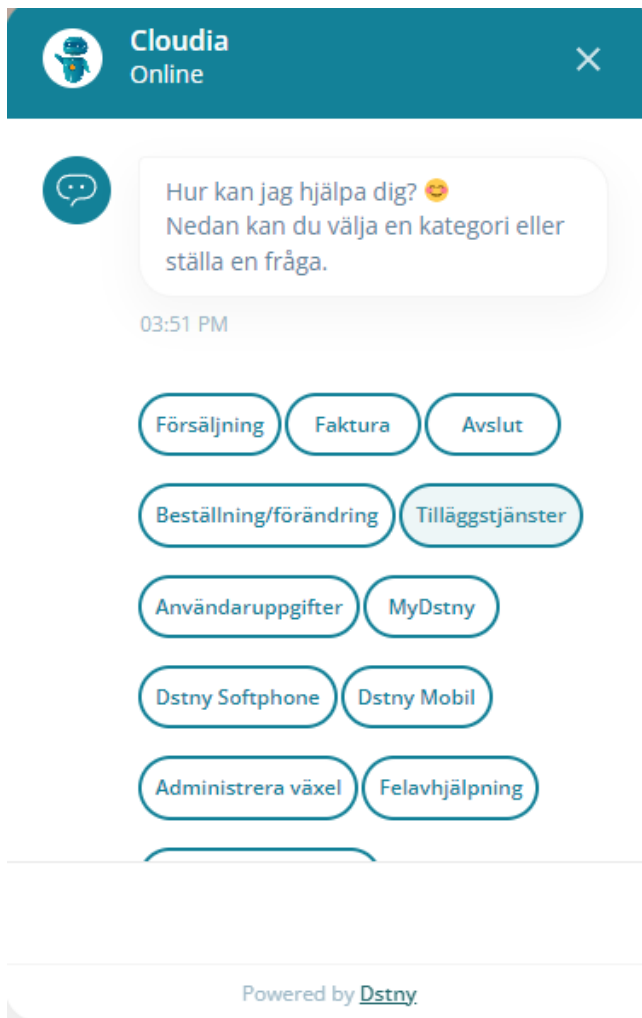 Cloudia
Online
Hur kan jag hjälpa dig? 😊
Nedan kan du välja en kategori eller
ställa en fråga.
03:51 PM
Försäljning Faktura Avslut
Beställning/förändring Tilläggstjänster
Användaruppgifter MyDstny
Dstny Softphone Dstny Mobil
Administrera växel Felavhjälpning
Powered by Dstny